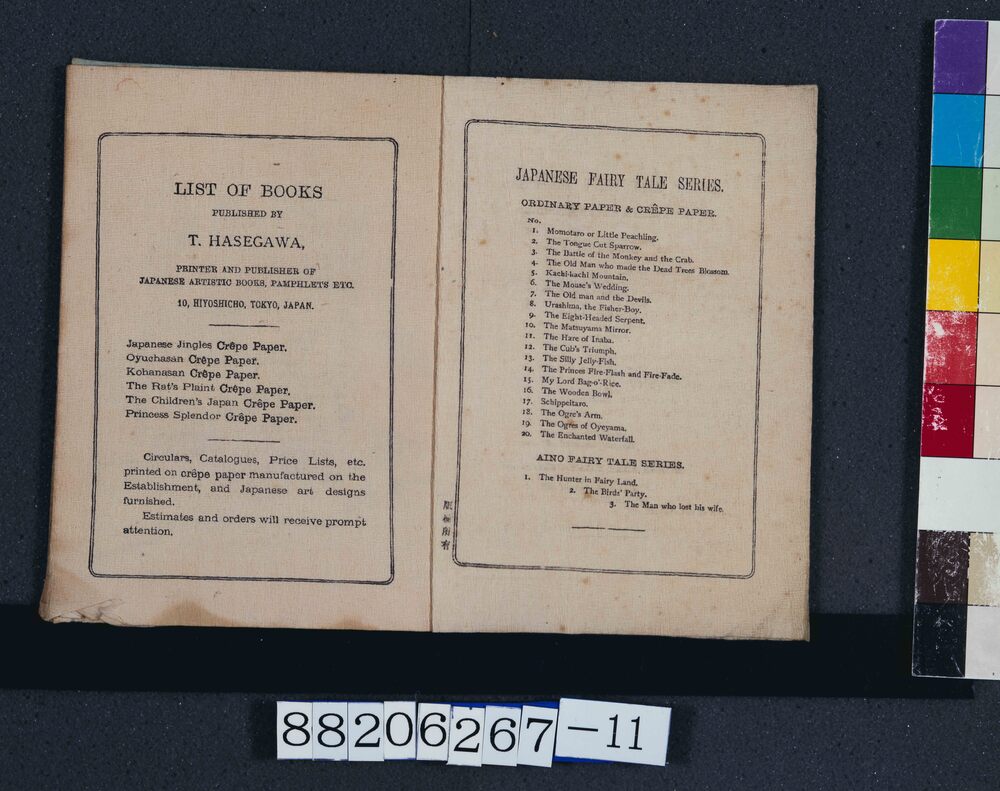 LIST OF BOOKS
PUBLISHED BY
T. HASEGAWA,
PRINTER AND PUBLISHER OF
JAPANESE ARTISTIC BOOKS, PAMPHLETS ETC.
10, HIYOSHICHO, TOKYO, JAPAN.
Japanese Jingles Crêpe Paper.
Oyuchasan Crêpe Paper.
Kohanasan Crêpe Paper.
The Rat's Plaint Crêpe Paper,
The Children's Japan Crêpe Paper.
Princess Splendor Crêpe Paper.
Circulars, Catalogues, Price Lists, etc.
printed on crêpe paper manufactured on the
Establishment, and Japanese art designs
furnished.
Estimates and orders will receive prompt
attention.
JAPANESE FAIRY TALE SERIES.
ORDINARY PAPER & CRÊPE PAPER.
No.
1. Momotaro or Little Peachling.
2. The Tongue Cut Sparrow.
3. The Battle of the Monkey and the Crab.
4. The Old Man who made the Dead Trees Blossom.
5. Kachi-kachi Mountain.
6. The Mouse's Wedding.
7. The Old man and the Devils.
8. Urashima, the Fisher-Boy.
9. The Eight-Headed Serpent.
10. The Matsuyama Mirror.
11. The Hare of Inaba.
12. The Cub's Triumph.
13. The Silly Jelly-Fish.
14. The Princes Fire-Flash and Fire-Fade.
15. My Lord Bag-o'-Rice.
16. The Wooden Bowl.
17. Schippeitaro.
18. The Ogre's Arm.
19. The Ogres of Oyeyama.
20. The Enchanted Waterfall.
AINO FAIRY TALE SERIES.
1. The Hunter in Fairy Land.
2. The Birds' Party.
3. The Man who lost his wife.
版權所有
88206267-11